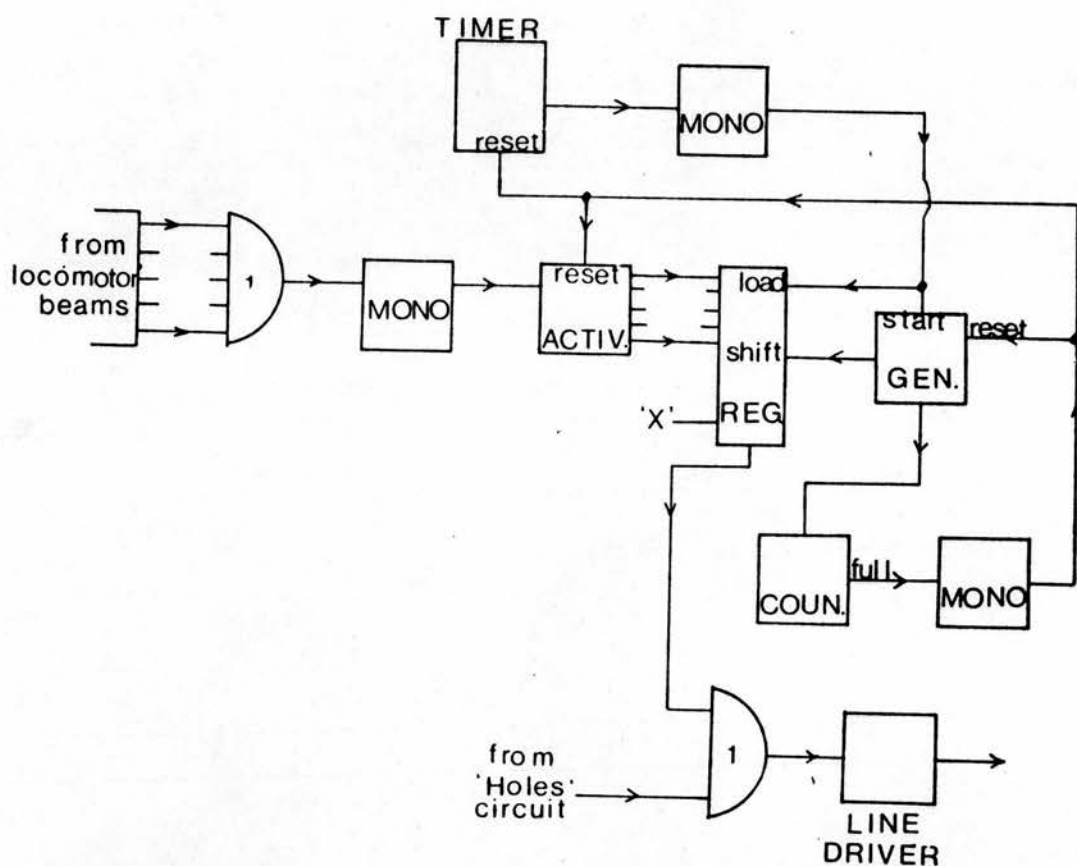 TIMER
reset
MONO
from
locomotor
beams
1
MONO
reset
ACTIV.
load
shift
REG
'X'
start
GEN.
reset
COUN.
full
MONO
from
'Holes'
circuit
1
LINE
DRIVER